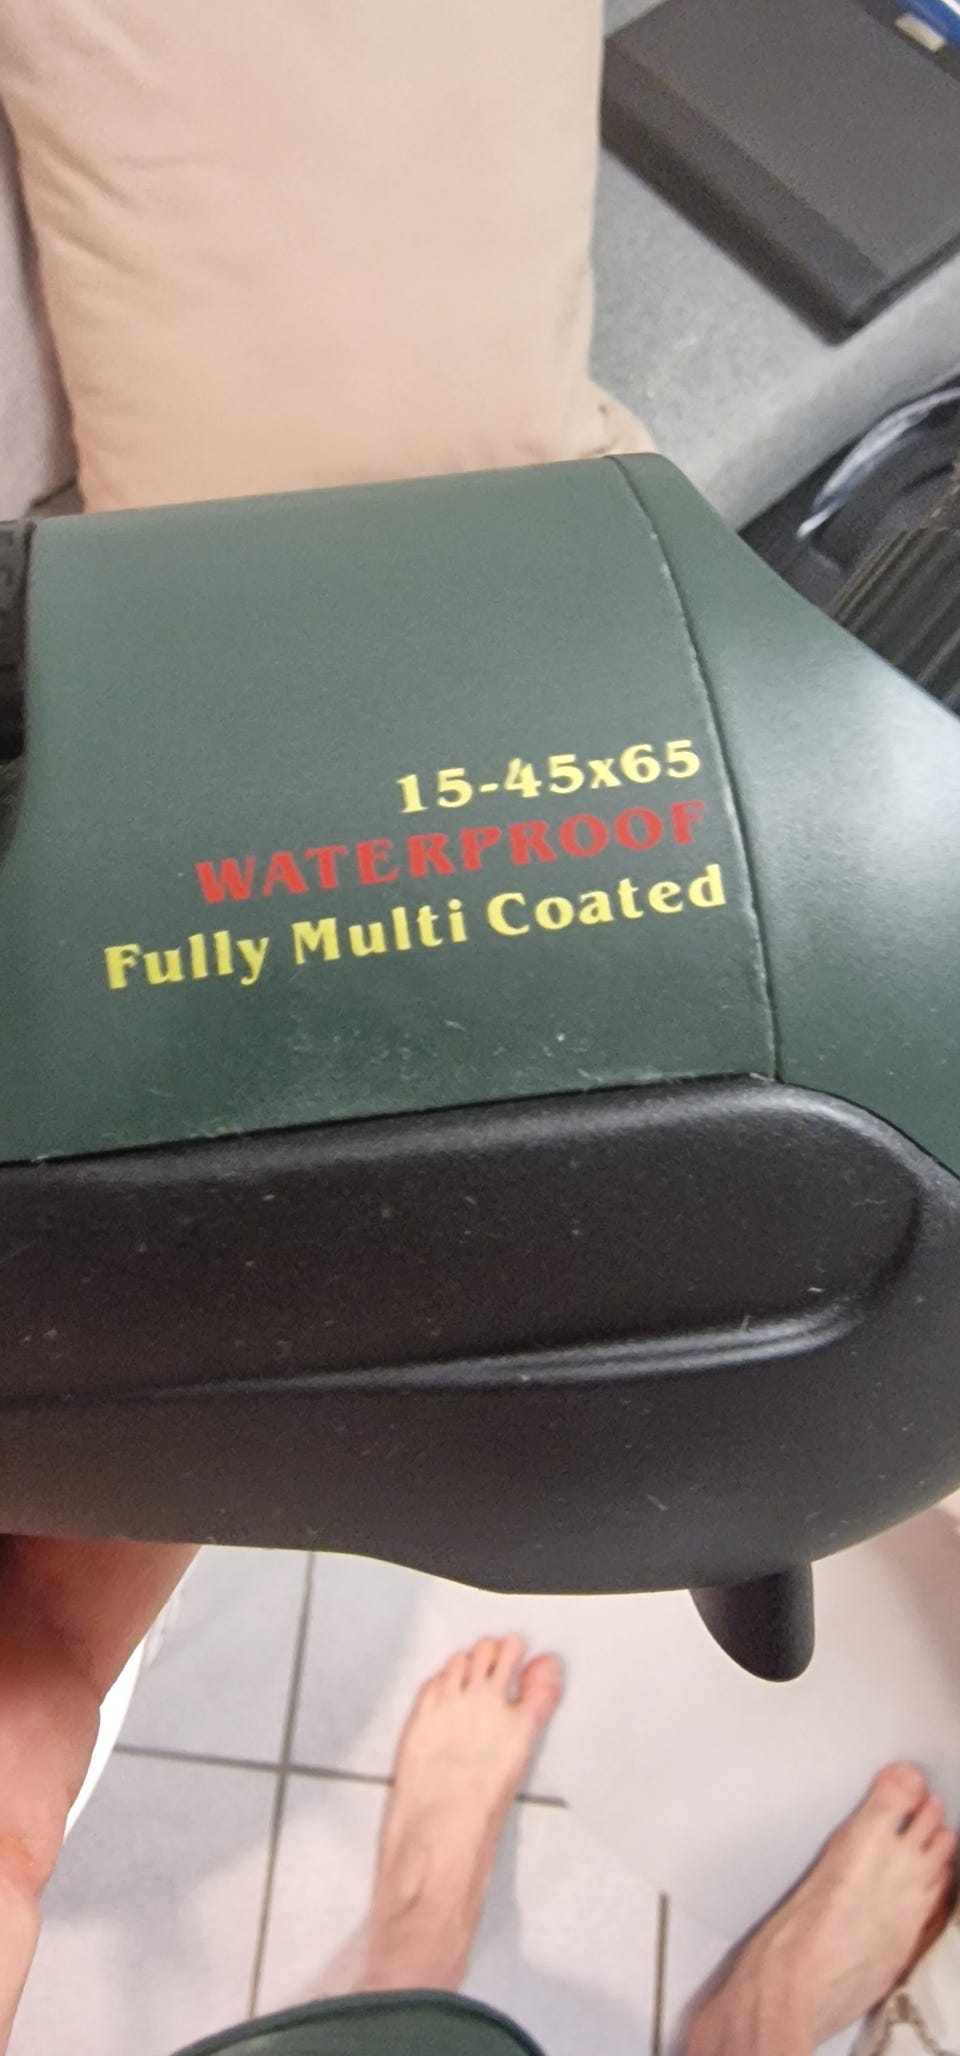 15-45x65
WATERPROOF
Fully Multi Coated